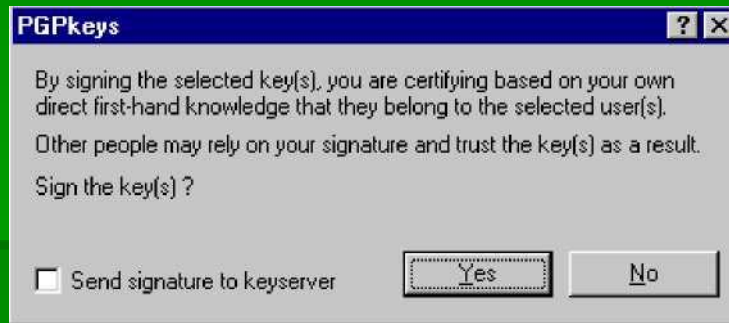 PGPkeys
By signing the selected key(s), you are certifying based on your own
direct first-hand knowledge that they belong to the selected user(s).
Other people may rely on your signature and trust the key(s) as a result.
Sign the key(s) ?
Send signature to keyserver
Yes
No